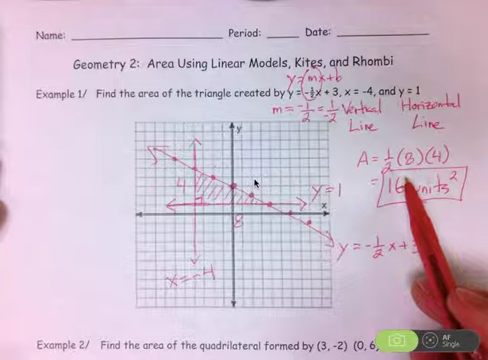 Name: Period: Date:
Geometry 2: Area Using Linear Models, Kites, and Rhombi
y = mx + b
Example 1/ Find the area of the triangle created by y = -½x + 3, x = -4, and y = 1
m = -1/2 = 1/-2 Vertical Line Horizontal Line
A = ½(8)(4)
= 16 units²
y
4
y = 1
x
8
y = -½x + 3
x = -4
AF
Single
Example 2/ Find the area of the quadrilateral formed by (3, -2) (0, 6,